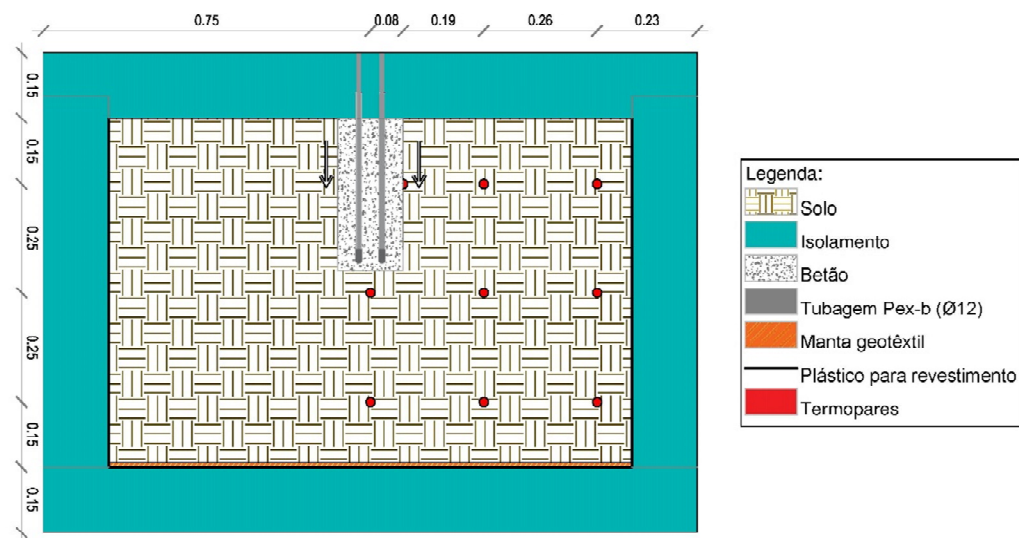 0.75 0.08 0.19 0.26 0.23
0.15
0.15
0.25
0.25
0.15
0.15
Legenda:
Solo
Isolamento
Betão
Tubagem Pex-b (Ø12)
Manta geotêxtil
Plástico para revestimento
Termopares